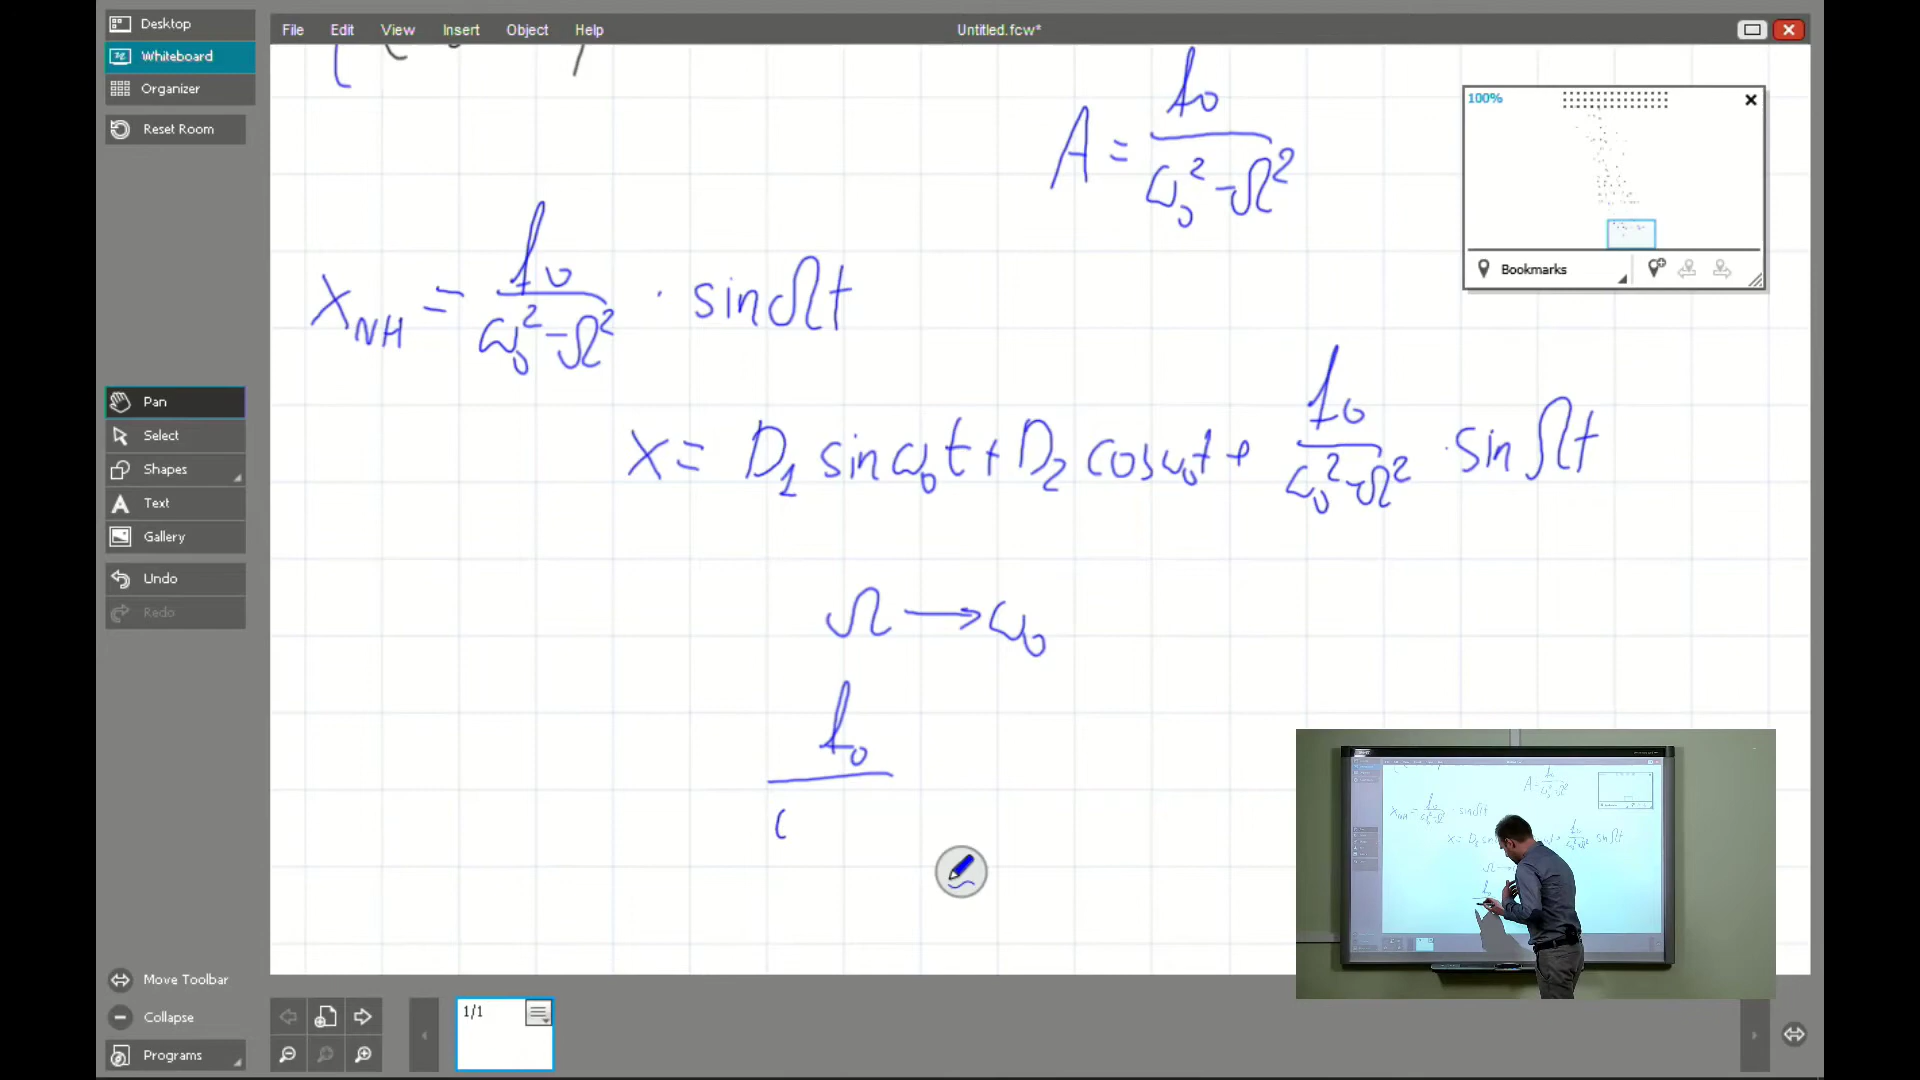 Desktop
Whiteboard
Organizer
Reset Room
Pan
Select
Shapes
Text
Gallery
Undo
Redo
Move Toolbar
Collapse
Programs
File Edit View Insert Object Help
Untitled.fcw*
100%
Bookmarks
A = f₀ / (ω₀² - Ω²)
x_NH = f₀ / (ω₀² - Ω²) · sin Ωt
x = D₁ sin ω₀t + D₂ cos ω₀t + f₀ / (ω₀² - Ω²) · sin Ωt
Ω → ω₀
f₀
1/1